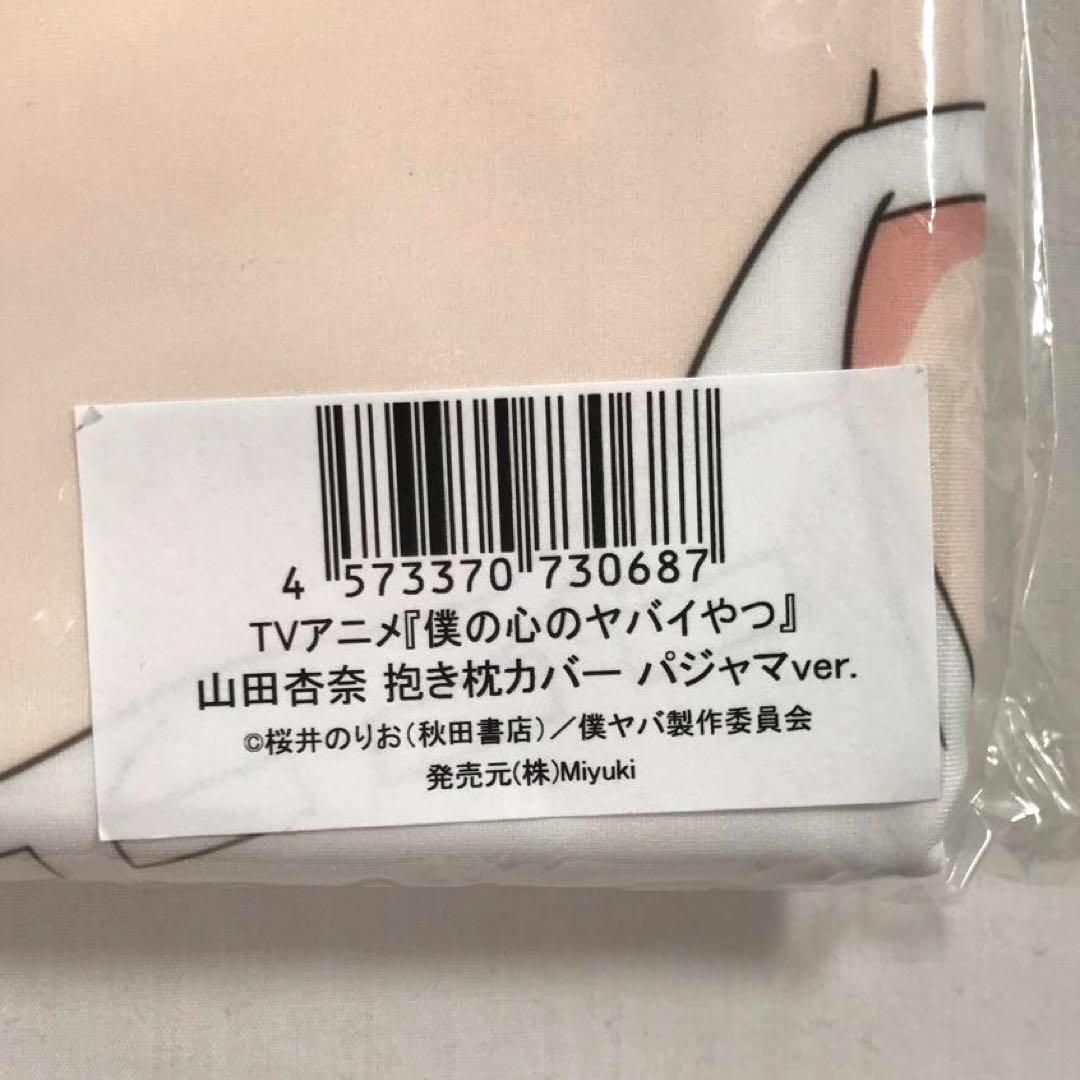 4 573370 730687
TVアニメ『僕の心のヤバイやつ』
山田杏奈 抱き枕カバー パジャマver.
©桜井のりお(秋田書店)／僕ヤバ製作委員会
発売元(株)Miyuki